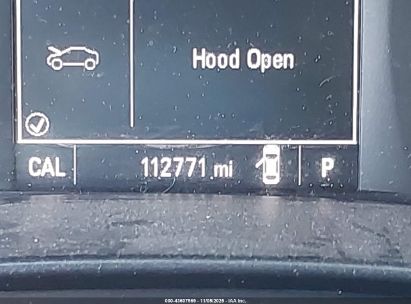 Hood Open
CAL 112771 mi P